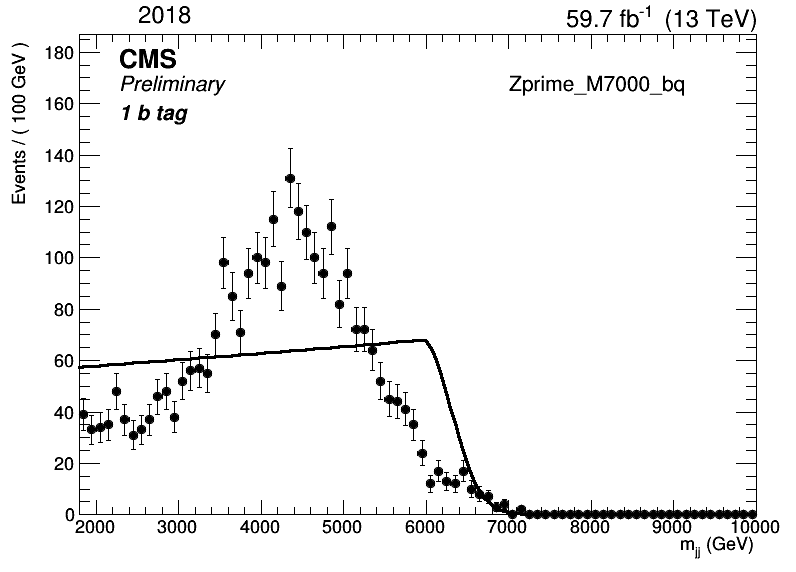 2018
59.7 fb⁻¹ (13 TeV)
CMS
Preliminary
1 b tag
Zprime_M7000_bq
Events / ( 100 GeV )
180
160
140
120
100
80
60
40
20
0
2000 3000 4000 5000 6000 7000 8000 9000 10000
m_jj (GeV)